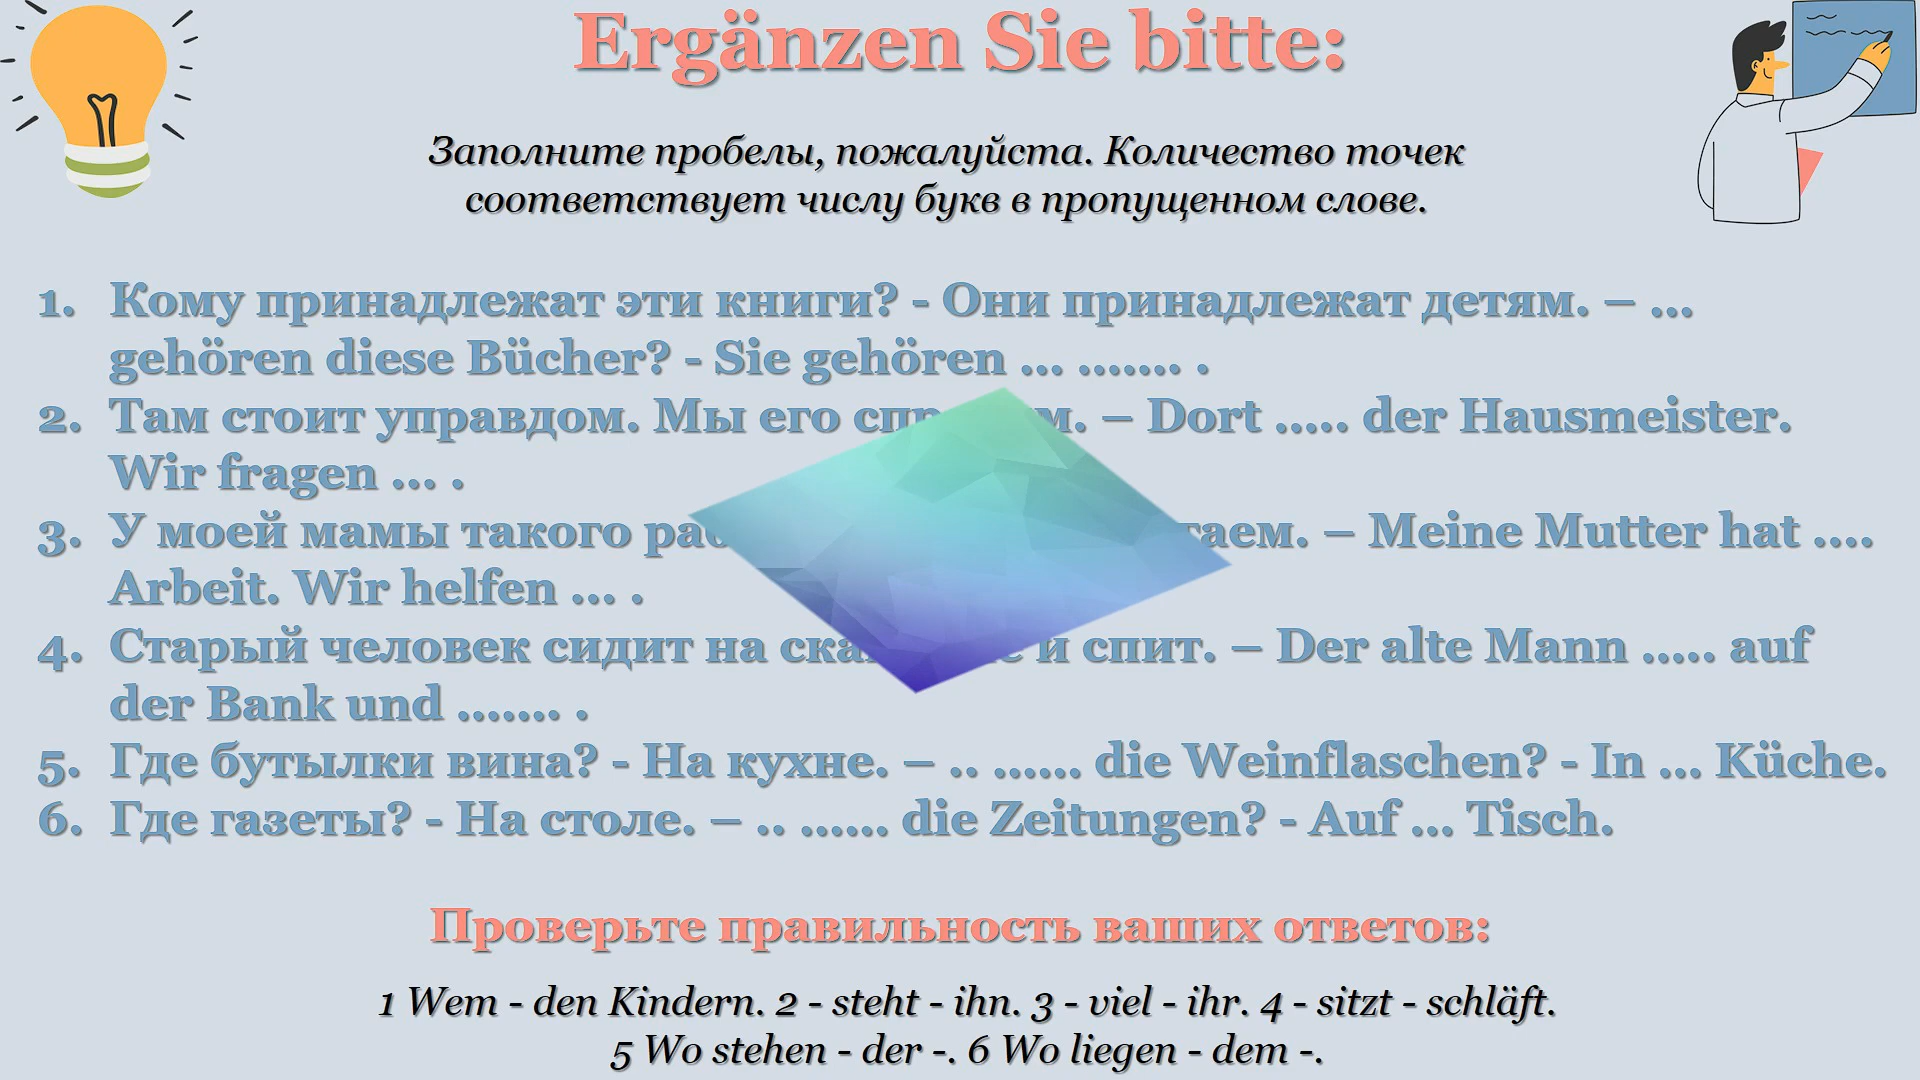 Ergänzen Sie bitte:
Заполните пробелы, пожалуйста. Количество точек
соответствует числу букв в пропущенном слове.
1. Кому принадлежат эти книги? - Они принадлежат детям. – ...
gehören diese Bücher? - Sie gehören ... ....... .
2. Там стоит управдом. Мы его – Dort ..... der Hausmeister.
Wir fragen ... .
3. У моей мамы такого – Meine Mutter hat ....
Arbeit. Wir helfen ... .
4. Старый человек сидит на и спит. – Der alte Mann ..... auf
der Bank und ....... .
5. Где бутылки вина? - На кухне. – .. ...... die Weinflaschen? - In ... Küche.
6. Где газеты? - На столе. – .. ...... die Zeitungen? - Auf ... Tisch.
Проверьте правильность ваших ответов:
1 Wem - den Kindern. 2 - steht - ihn. 3 - viel - ihr. 4 - sitzt - schläft.
5 Wo stehen - der -. 6 Wo liegen - dem -.